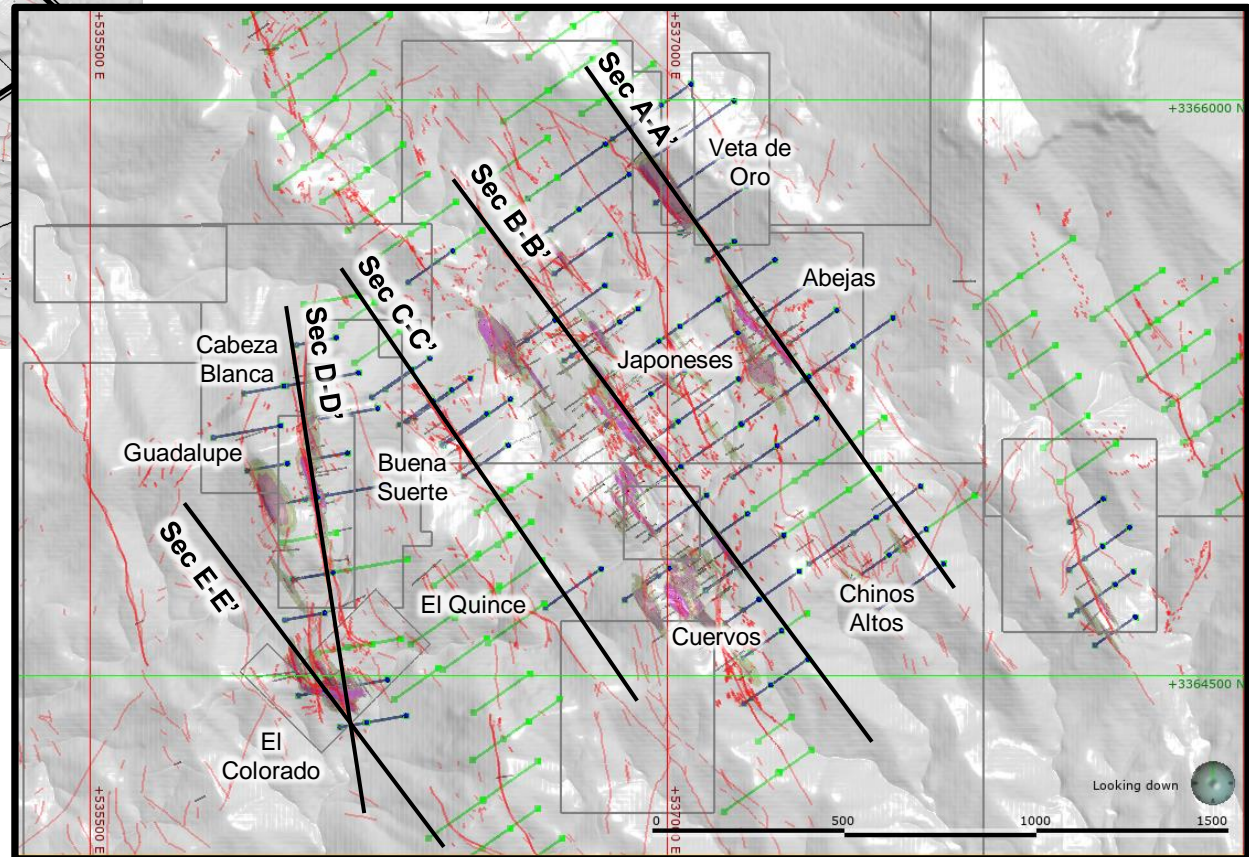 +535500 E
+537000 E
+3366000 N
Sec A-A’
Veta de
Oro
Sec B-B’
Abejas
Sec C-C’
Sec D-D’
Cabeza
Blanca
Japoneses
Guadalupe
Buena
Suerte
Sec E-E’
El Quince
Chinos
Altos
Cuervos
+3364500 N
El
Colorado
Looking down
+535500 E
+537000 E
0 500 1000 1500